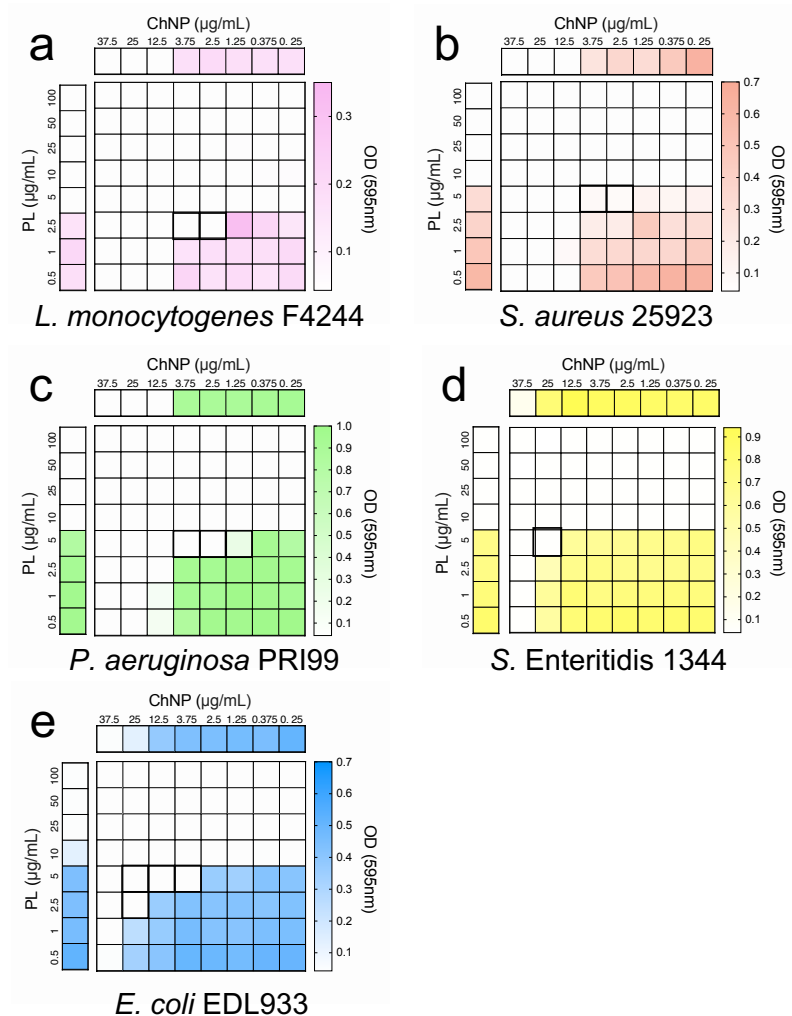 a
ChNP (µg/mL)
37.5 25 12.5 3.75 2.5 1.25 0.375 0. 25
PL (µg/mL)
100 50 25 10 5 2.5 1 0.5
0.3
0.2
0.1
OD (595nm)
L. monocytogenes F4244
b
ChNP (µg/mL)
37.5 25 12.5 3.75 2.5 1.25 0.375 0. 25
PL (µg/mL)
100 50 25 10 5 2.5 1 0.5
0.7
0.6
0.5
0.4
0.3
0.2
0.1
OD (595nm)
S. aureus 25923
c
ChNP (µg/mL)
37.5 25 12.5 3.75 2.5 1.25 0.375 0. 25
PL (µg/mL)
100 50 25 10 5 2.5 1 0.5
1.0
0.9
0.8
0.7
0.6
0.5
0.4
0.3
0.2
0.1
OD (595nm)
P. aeruginosa PRI99
d
ChNP (µg/mL)
37.5 25 12.5 3.75 2.5 1.25 0.375 0. 25
PL (µg/mL)
100 50 25 10 5 2.5 1 0.5
0.9
0.8
0.7
0.6
0.5
0.4
0.3
0.2
0.1
OD (595nm)
S. Enteritidis 1344
e
ChNP (µg/mL)
37.5 25 12.5 3.75 2.5 1.25 0.375 0. 25
PL (µg/mL)
100 50 25 10 5 2.5 1 0.5
0.7
0.6
0.5
0.4
0.3
0.2
0.1
OD (595nm)
E. coli EDL933